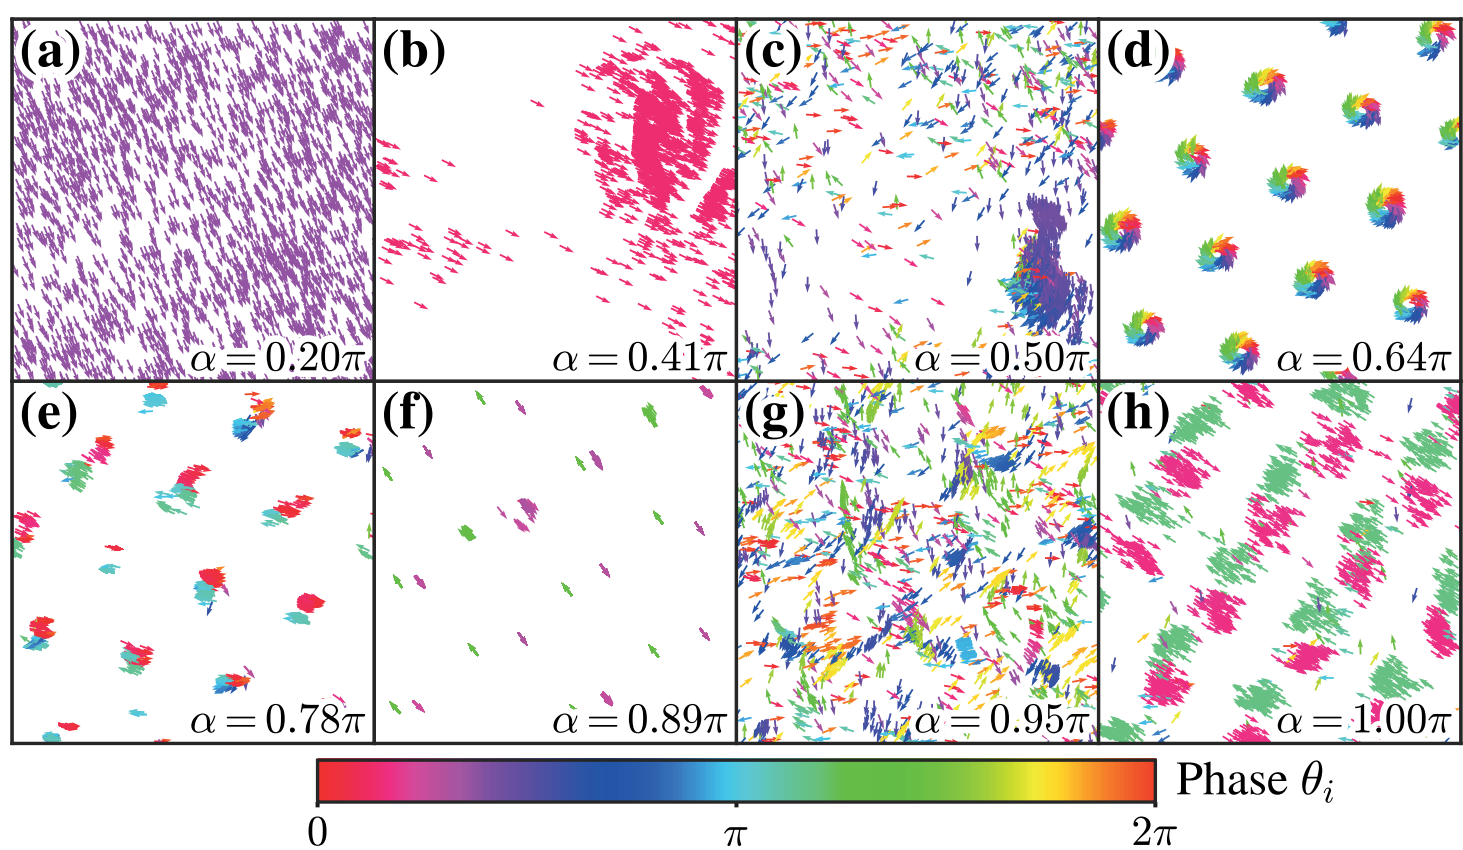 (a) (b) (c) (d)
α = 0.20π α = 0.41π α = 0.50π α = 0.64π
(e) (f) (g) (h)
α = 0.78π α = 0.89π α = 0.95π α = 1.00π
Phase θᵢ
0 π 2π